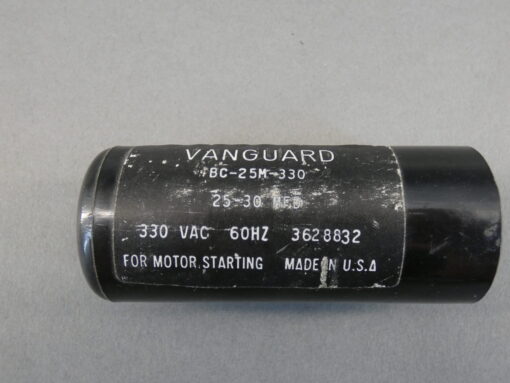 VANGUARD
BC-25M-330
25-30 MFD
330 VAC 60HZ 3628832
FOR MOTOR STARTING MADE IN U.S.A